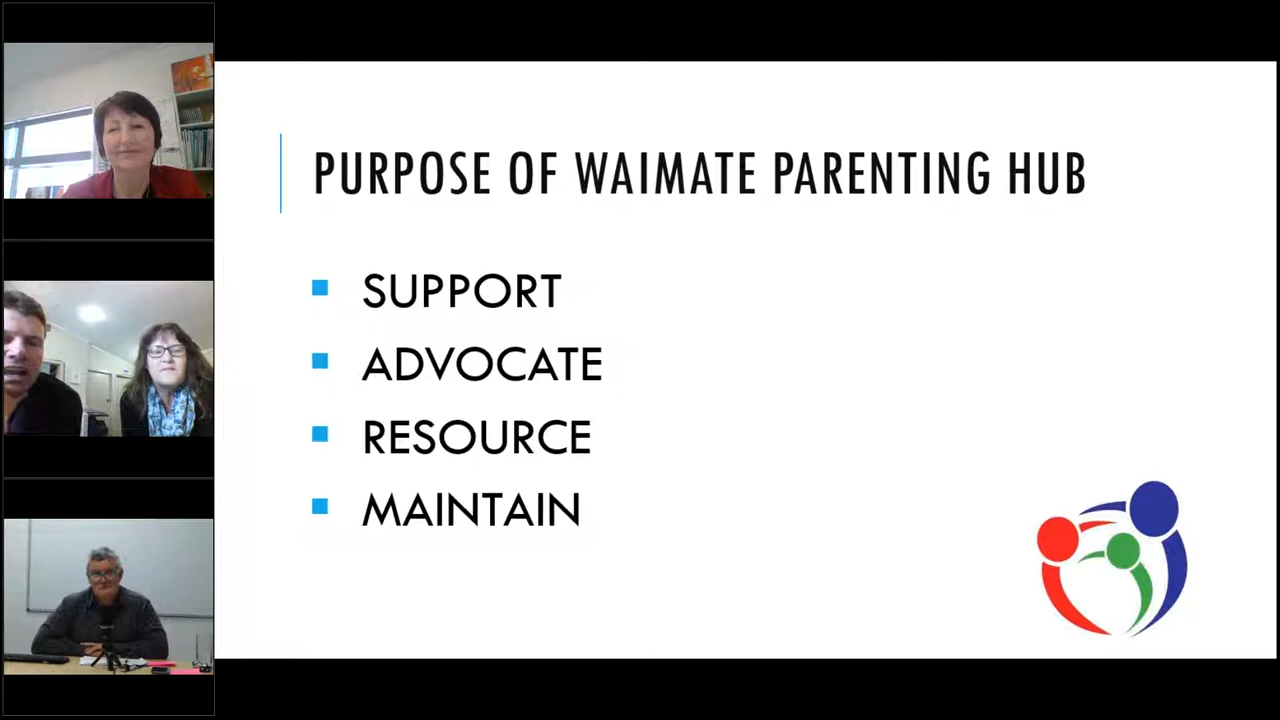 PURPOSE OF WAIMATE PARENTING HUB
SUPPORT
ADVOCATE
RESOURCE
MAINTAIN